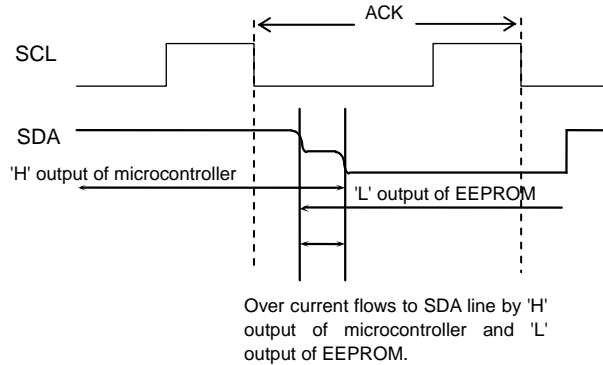 ACK
SCL
SDA
'H' output of microcontroller
'L' output of EEPROM
Over current flows to SDA line by 'H'
output of microcontroller and 'L'
output of EEPROM.